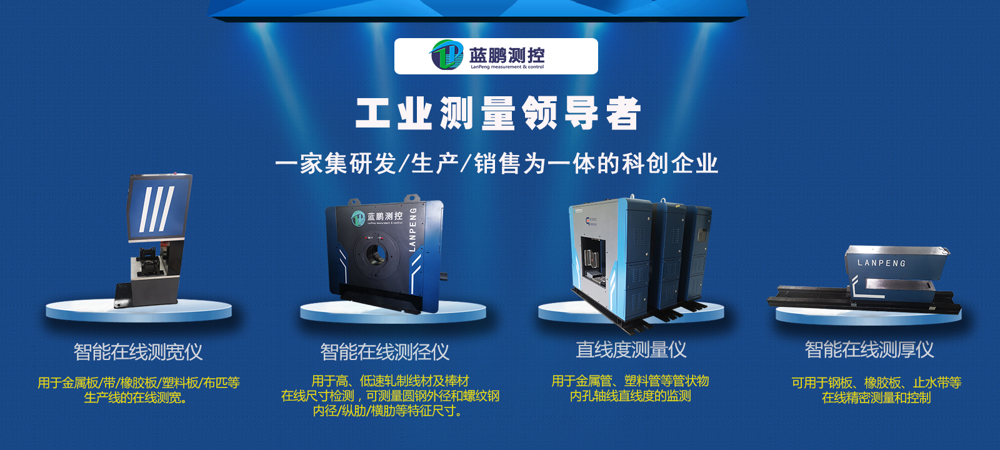 蓝鹏测控
LanPeng measurement & control
工业测量领导者
一家集研发/生产/销售为一体的科创企业
蓝鹏测控
LanPeng measurement & control
LANPENG
LANPENG
智能在线测宽仪
用于金属板/带/橡胶板/塑料板/布匹等
生产线的在线测宽。
智能在线测径仪
用于高、低速轧制线材及棒材
在线尺寸检测，可测量圆钢外径和螺纹钢
内径/纵肋/横肋等特征尺寸。
直线度测量仪
用于金属管、塑料管等管状物
内孔轴线直线度的监测
智能在线测厚仪
可用于钢板、橡胶板、止水带等
在线精密测量和控制